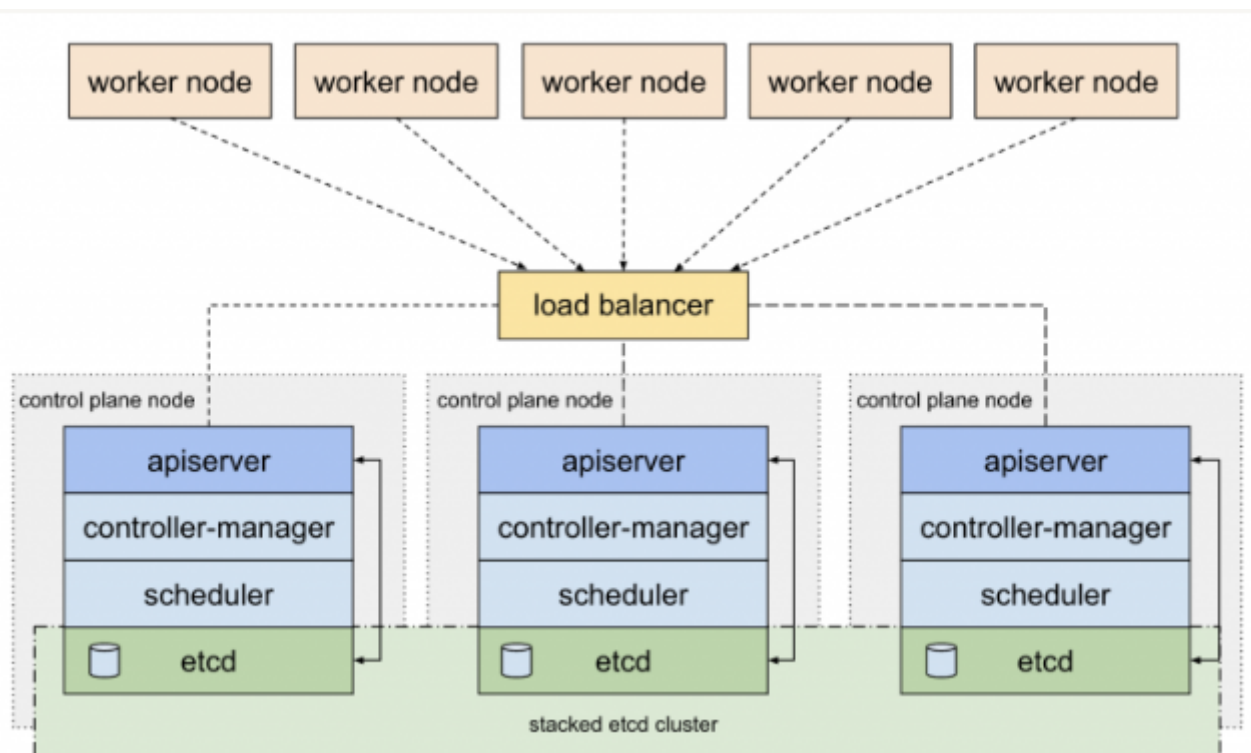 worker node
worker node
worker node
worker node
worker node
load balancer
control plane node
control plane node
control plane node
apiserver
apiserver
apiserver
controller-manager
controller-manager
controller-manager
scheduler
scheduler
scheduler
etcd
etcd
etcd
stacked etcd cluster